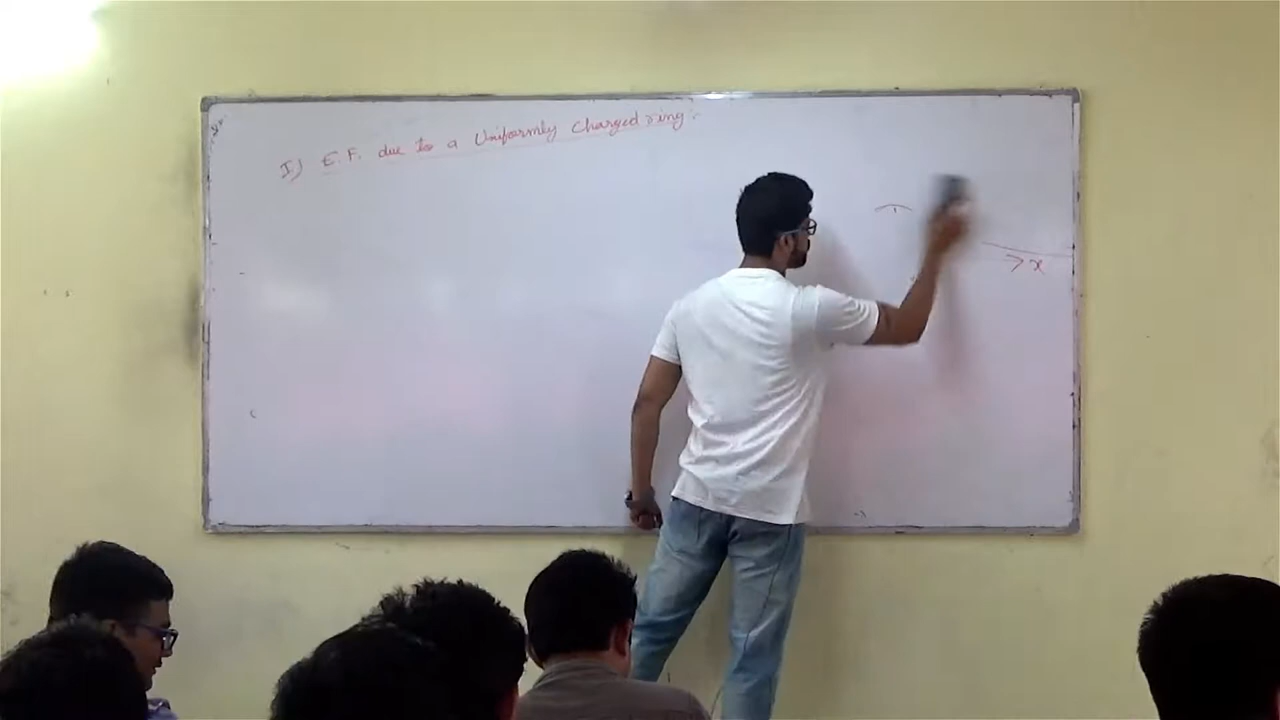 I) E.F. due to a Uniformly Charged ring :-
> x